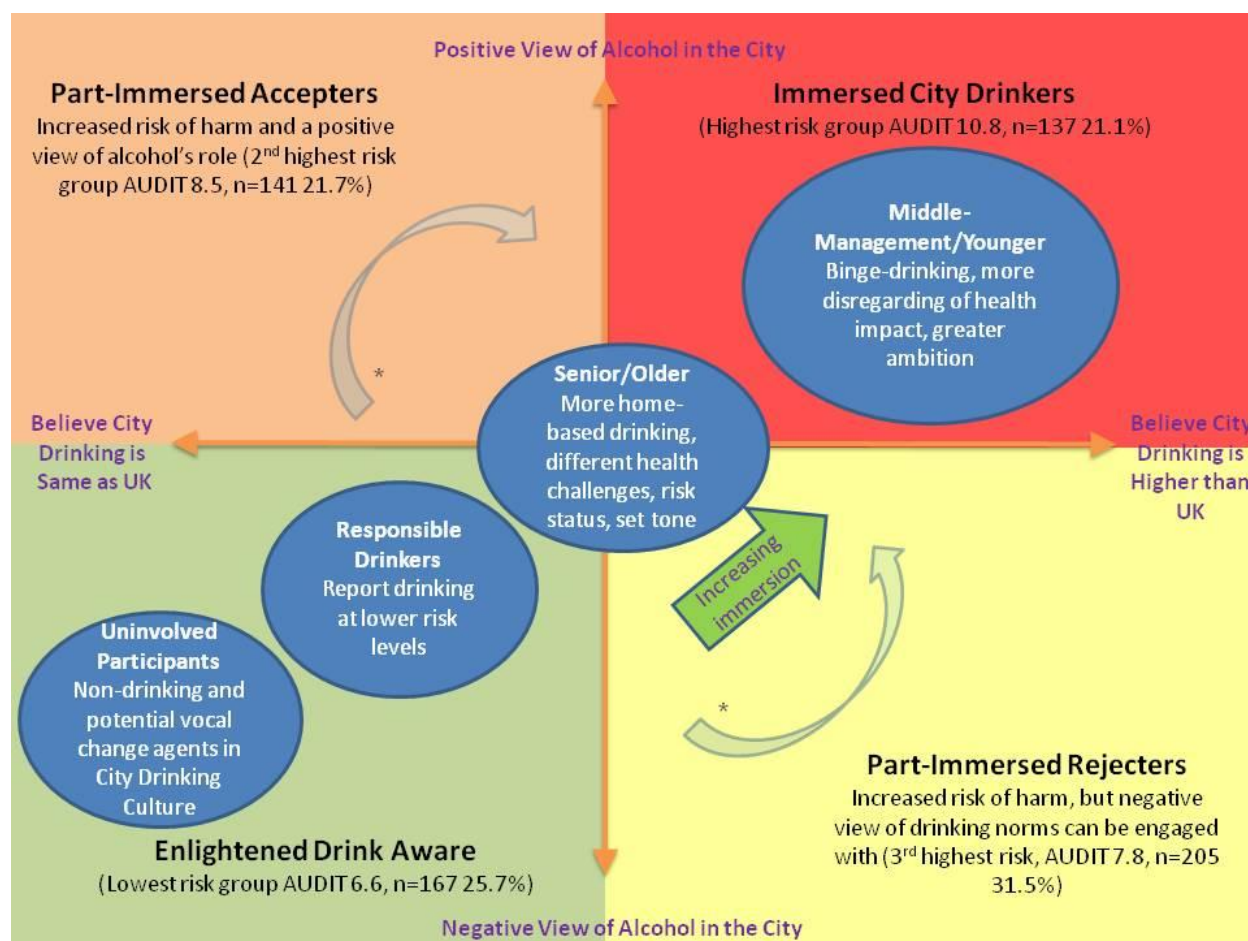 Positive View of Alcohol in the City
Part-Immersed Accepters
Increased risk of harm and a positive
view of alcohol's role (2nd highest risk
group AUDIT 8.5, n=141 21.7%)
Immersed City Drinkers
(Highest risk group AUDIT 10.8, n=137 21.1%)
Middle-
Management/Younger
Binge-drinking, more
disregarding of health
impact, greater
ambition
*
Senior/Older
More home-
based drinking,
different health
challenges, risk
status, set tone
Believe City
Drinking is
Same as UK
Believe City
Drinking is
Higher than
UK
Responsible
Drinkers
Report drinking
at lower risk
levels
Increasing
immersion
Uninvolved
Participants
Non-drinking and
potential vocal
change agents in
City Drinking
Culture
*
Enlightened Drink Aware
(Lowest risk group AUDIT 6.6, n=167 25.7%)
Part-Immersed Rejecters
Increased risk of harm, but negative
view of drinking norms can be engaged
with (3rd highest risk, AUDIT 7.8, n=205
31.5%)
Negative View of Alcohol in the City